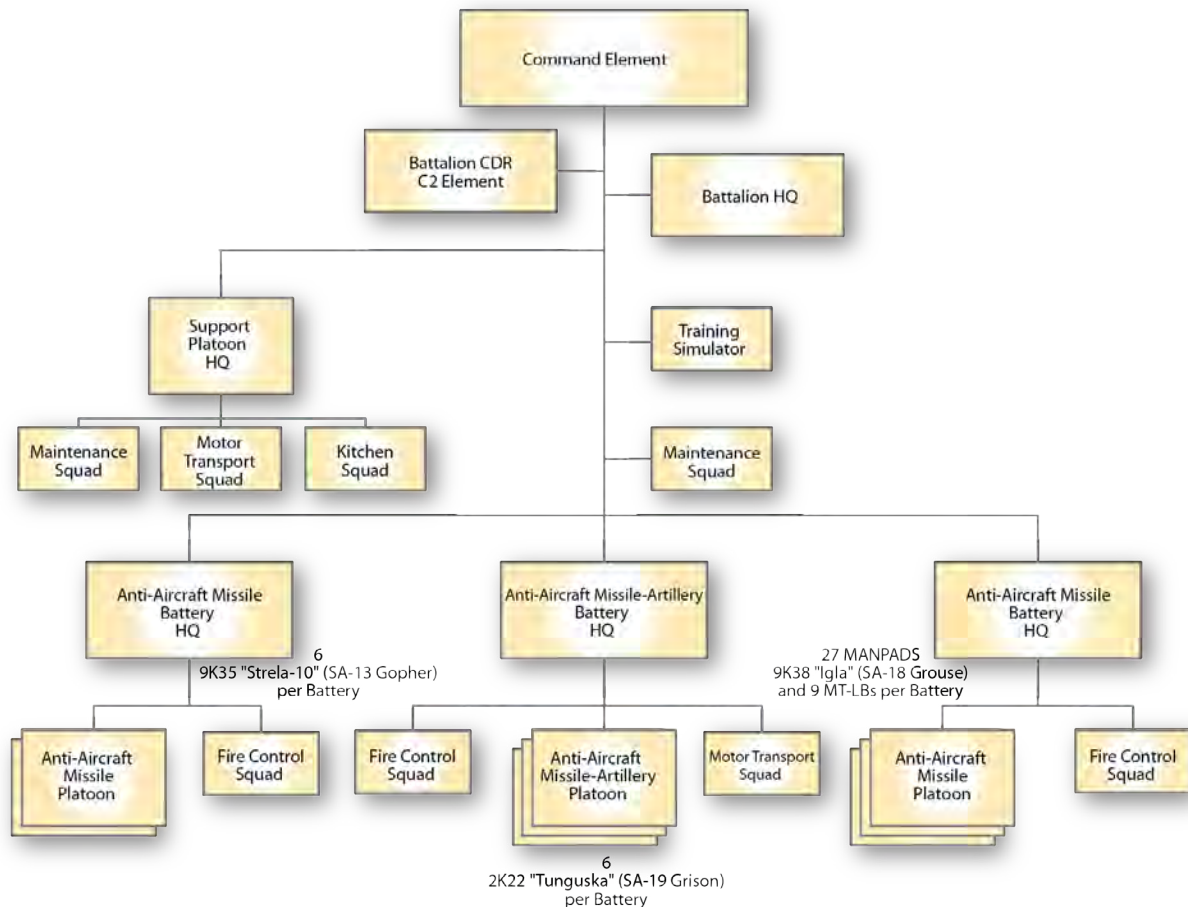 Command Element
Battalion CDR
C2 Element
Battalion HQ
Support
Platoon
HQ
Training
Simulator
Maintenance
Squad
Motor
Transport
Squad
Kitchen
Squad
Maintenance
Squad
Anti-Aircraft Missile
Battery
HQ
Anti-Aircraft Missile-Artillery
Battery
HQ
Anti-Aircraft Missile
Battery
HQ
6
9K35 "Strela-10" (SA-13 Gopher)
per Battery
27 MANPADS
9K38 "Igla" (SA-18 Grouse)
and 9 MT-LBs per Battery
Anti-Aircraft
Missile
Platoon
Fire Control
Squad
Fire Control
Squad
Anti-Aircraft
Missile-Artillery
Platoon
Motor Transport
Squad
Anti-Aircraft
Missile
Platoon
Fire Control
Squad
6
2K22 "Tunguska" (SA-19 Grison)
per Battery